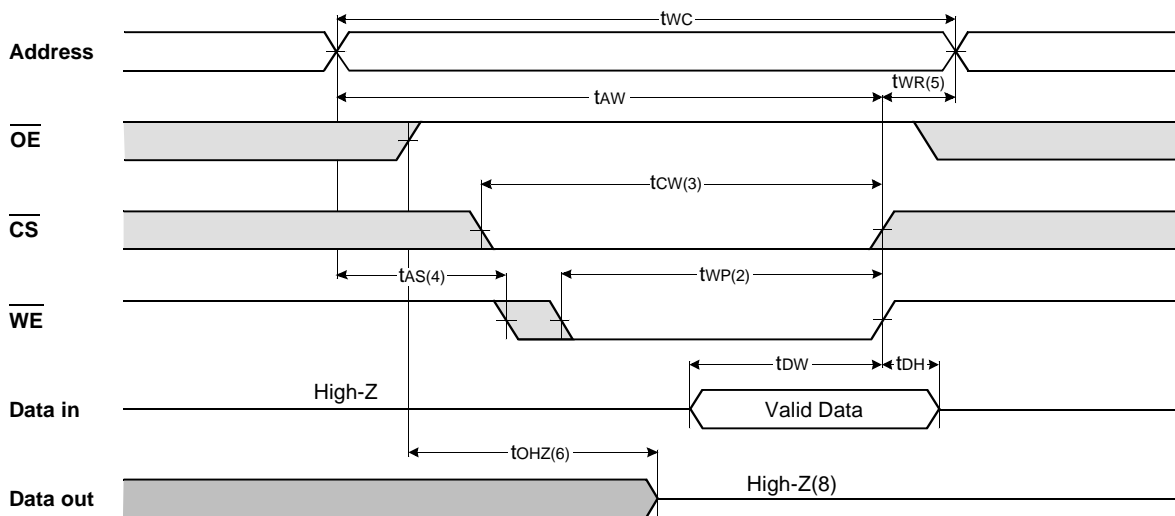 tWC
Address
tWR(5)
tAW
OE
tCW(3)
CS
tAS(4)
tWP(2)
WE
tDW
tDH
High-Z
Data in
Valid Data
tOHZ(6)
High-Z(8)
Data out